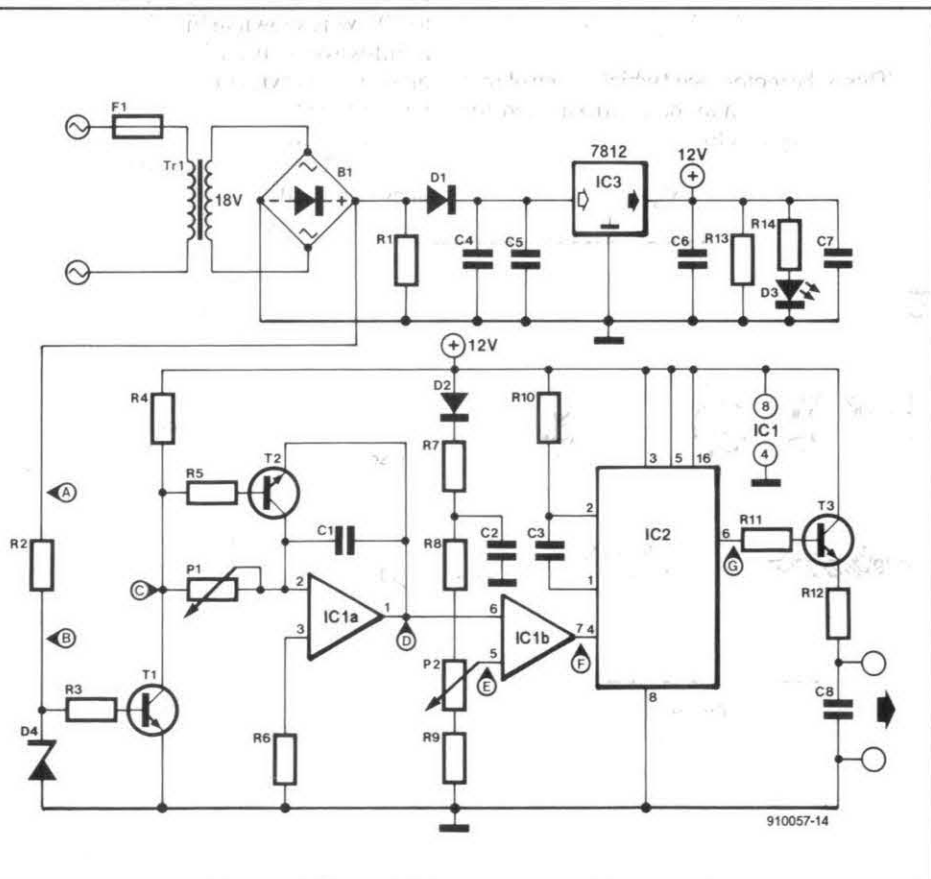 F1
Tr1
18V
B1
D1
7812
IC3
12V
R1
C4
C5
C6
R13
R14
D3
C7
12V
R4
D2
R10
8
IC1
4
T2
R5
R7
3
5
16
T3
A
C1
R8
C2
C3
2
IC2
6
R11
R2
P1
G
C
2
1
1
R12
IC1a
6
D
3
IC1b
7
4
B
T1
P2
5
F
E
R3
C8
D4
R6
R9
8
910057-14